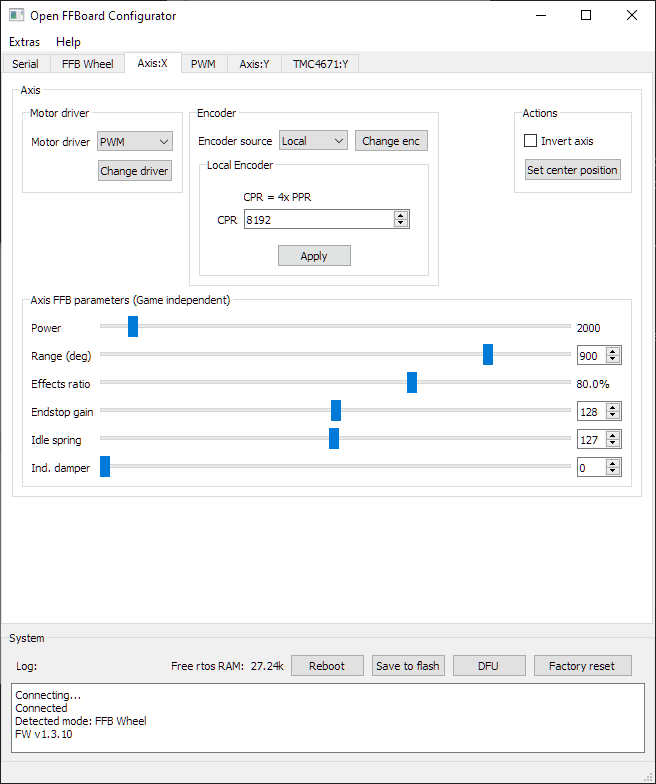 Open FFBoard Configurator
Extras Help
Serial FFB Wheel Axis:X PWM Axis:Y TMC4671:Y
Axis
Motor driver Encoder Actions
Motor driver PWM Encoder source Local Change enc Invert axis
Change driver Local Encoder Set center position
CPR = 4x PPR
CPR 8192
Apply
Axis FFB parameters (Game independent)
Power 2000
Range (deg) 900
Effects ratio 80.0%
Endstop gain 128
Idle spring 127
Ind. damper 0
System
Log: Free rtos RAM: 27.24k Reboot Save to flash DFU Factory reset
Connecting...
Connected
Detected mode: FFB Wheel
FW v1.3.10